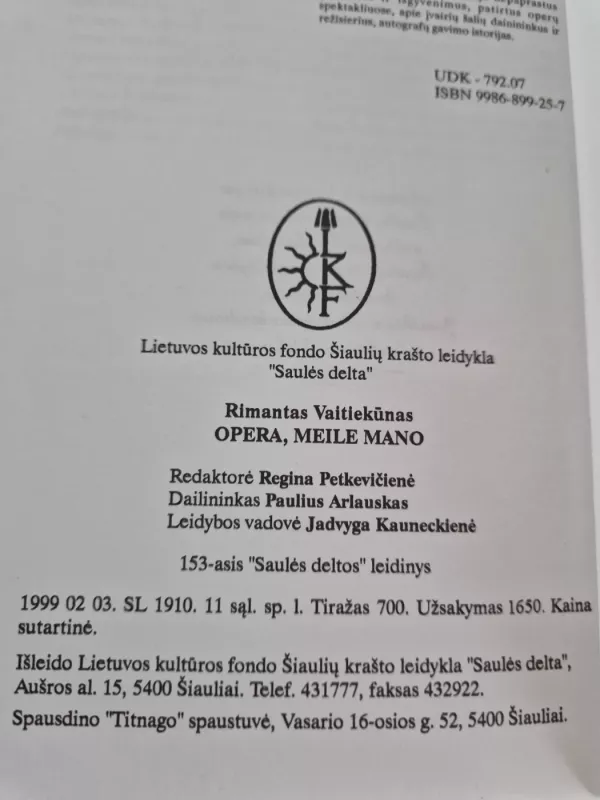 išgyvenimus, patirtus operų
spektakliuose, apie įvairių šalių dainininkus ir
režisierius, autografų gavimo istorijas.
UDK - 792.07
ISBN 9986-899-25-7
LKF
Lietuvos kultūros fondo Šiaulių krašto leidykla
"Saulės delta"
Rimantas Vaitiekūnas
OPERA, MEILE MANO
Redaktorė Regina Petkevičienė
Dailininkas Paulius Arlauskas
Leidybos vadovė Jadvyga Kauneckienė
153-asis "Saulės deltos" leidinys
1999 02 03. SL 1910. 11 sąl. sp. l. Tiražas 700. Užsakymas 1650. Kaina
sutartinė.
Išleido Lietuvos kultūros fondo Šiaulių krašto leidykla "Saulės delta",
Aušros al. 15, 5400 Šiauliai. Telef. 431777, faksas 432922.
Spausdino "Titnago" spaustuvė, Vasario 16-osios g. 52, 5400 Šiauliai.